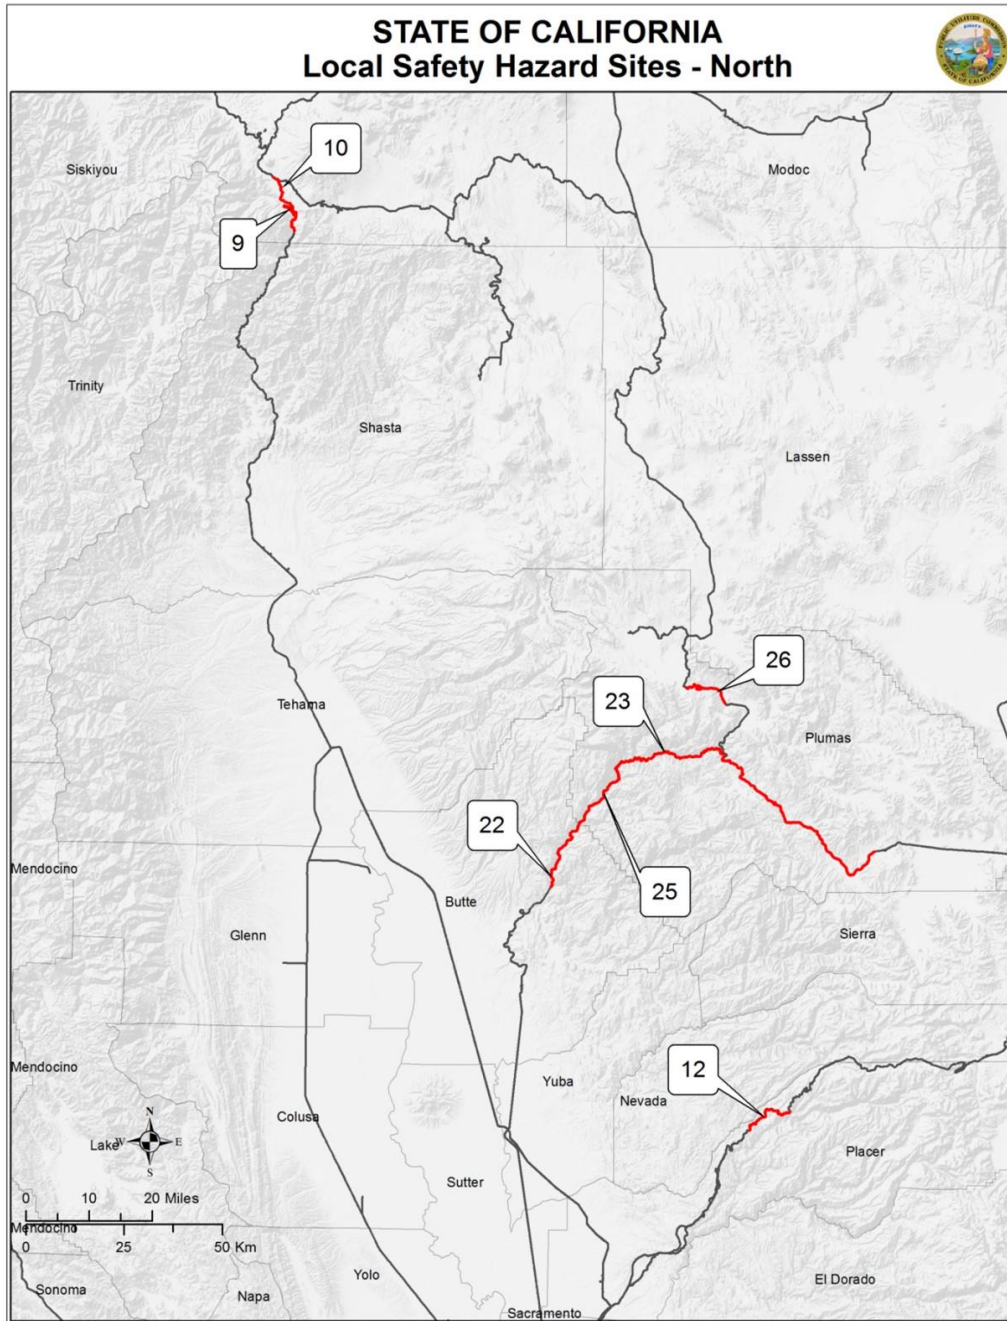 STATE OF CALIFORNIA
Local Safety Hazard Sites - North
10
Siskiyou
Modoc
9
Trinity
Shasta
Lassen
26
23
Tehama
Plumas
22
Mendocino
25
Butte
Glenn
Sierra
Mendocino
12
Yuba
Nevada
Colusa
N
Lake W E
S
Placer
Sutter
0 10 20 Miles
Mendocino
0 25 50 Km
Yolo
El Dorado
Sonoma
Napa
Sacramento